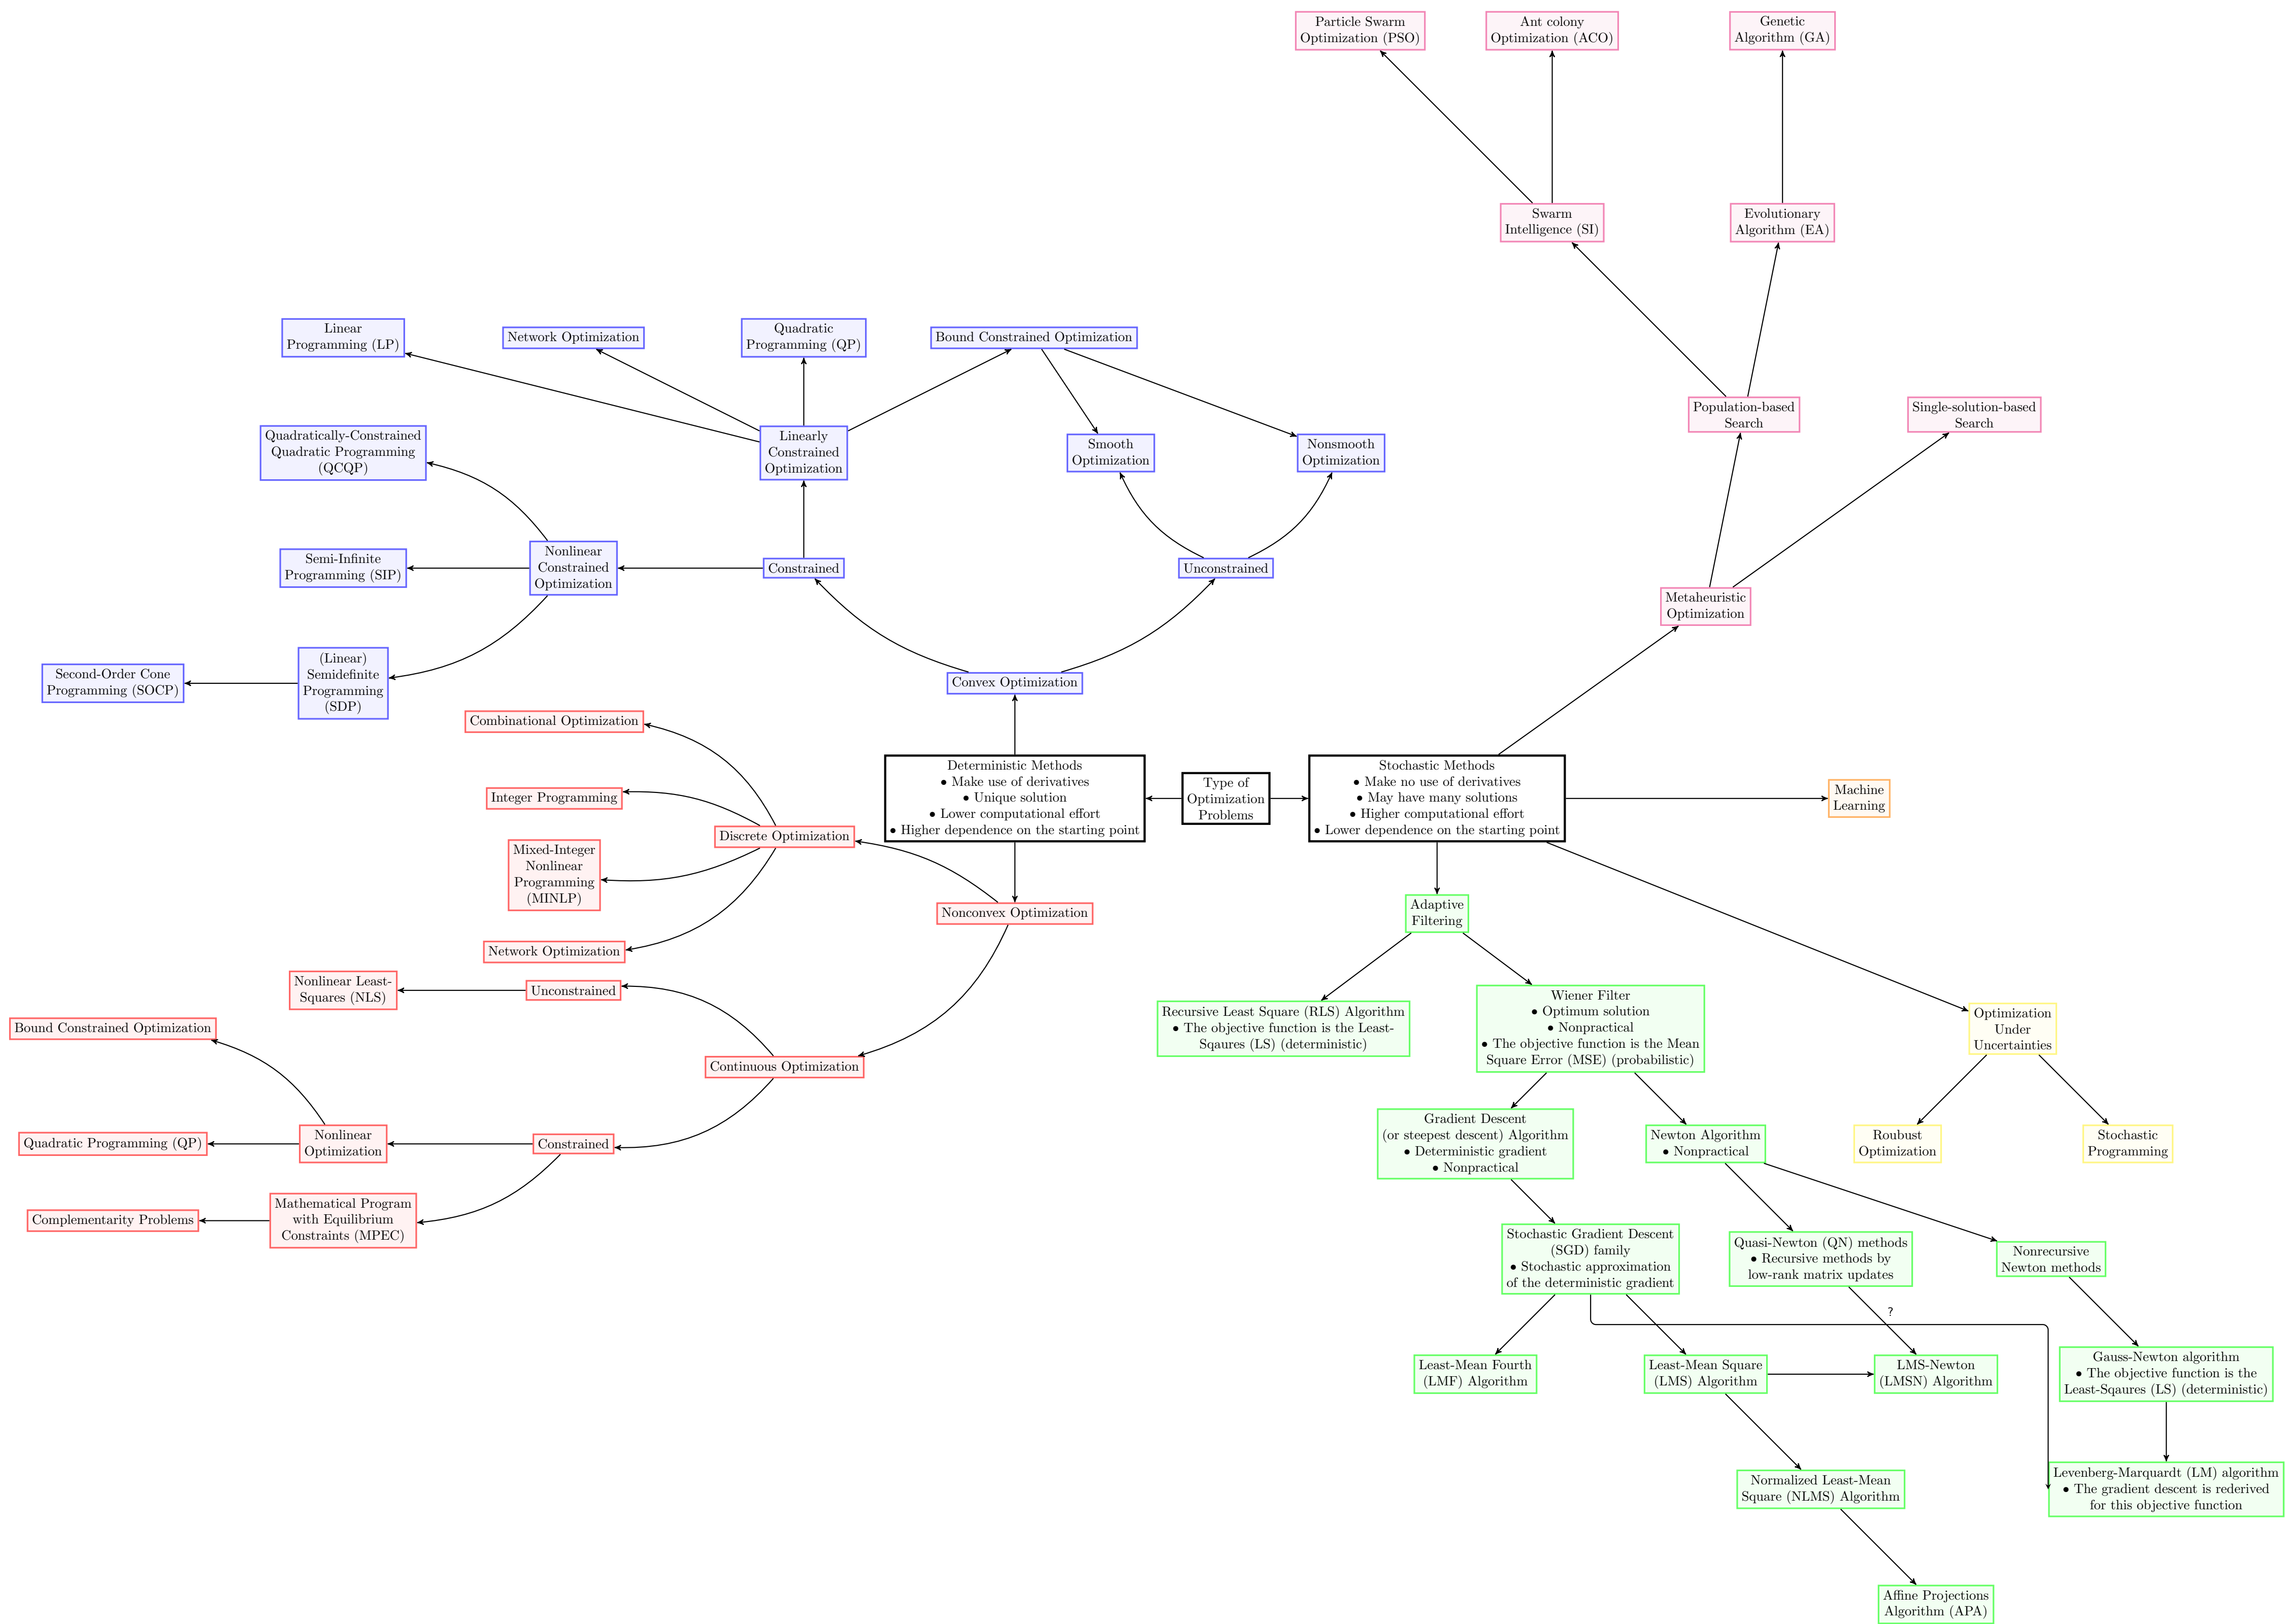 Particle Swarm
Optimization (PSO)
Ant colony
Optimization (ACO)
Genetic
Algorithm (GA)
Swarm
Intelligence (SI)
Evolutionary
Algorithm (EA)
Linear
Programming (LP)
Network Optimization
Quadratic
Programming (QP)
Bound Constrained Optimization
Population-based
Search
Single-solution-based
Search
Quadratically-Constrained
Quadratic Programming
(QCQP)
Linearly
Constrained
Optimization
Smooth
Optimization
Nonsmooth
Optimization
Semi-Infinite
Programming (SIP)
Nonlinear
Constrained
Optimization
Constrained
Unconstrained
Metaheuristic
Optimization
Second-Order Cone
Programming (SOCP)
(Linear)
Semidefinite
Programming
(SDP)
Convex Optimization
Combinational Optimization
Deterministic Methods
• Make use of derivatives
• Unique solution
• Lower computational effort
• Higher dependence on the starting point
Type of
Optimization
Problems
Stochastic Methods
• Make no use of derivatives
• May have many solutions
• Higher computational effort
• Lower dependence on the starting point
Machine
Learning
Integer Programming
Discrete Optimization
Mixed-Integer
Nonlinear
Programming
(MINLP)
Nonconvex Optimization
Adaptive
Filtering
Network Optimization
Nonlinear Least-
Squares (NLS)
Unconstrained
Bound Constrained Optimization
Recursive Least Square (RLS) Algorithm
• The objective function is the Least-
Sqaures (LS) (deterministic)
Wiener Filter
• Optimum solution
• Nonpractical
• The objective function is the Mean
Square Error (MSE) (probabilistic)
Optimization
Under
Uncertainties
Continuous Optimization
Quadratic Programming (QP)
Nonlinear
Optimization
Constrained
Gradient Descent
(or steepest descent) Algorithm
• Deterministic gradient
• Nonpractical
Newton Algorithm
• Nonpractical
Roubust
Optimization
Stochastic
Programming
Complementarity Problems
Mathematical Program
with Equilibrium
Constraints (MPEC)
Stochastic Gradient Descent
(SGD) family
• Stochastic approximation
of the deterministic gradient
Quasi-Newton (QN) methods
• Recursive methods by
low-rank matrix updates
Nonrecursive
Newton methods
?
Least-Mean Fourth
(LMF) Algorithm
Least-Mean Square
(LMS) Algorithm
LMS-Newton
(LMSN) Algorithm
Gauss-Newton algorithm
• The objective function is the
Least-Sqaures (LS) (deterministic)
Normalized Least-Mean
Square (NLMS) Algorithm
Levenberg-Marquardt (LM) algorithm
• The gradient descent is rederived
for this objective function
Affine Projections
Algorithm (APA)